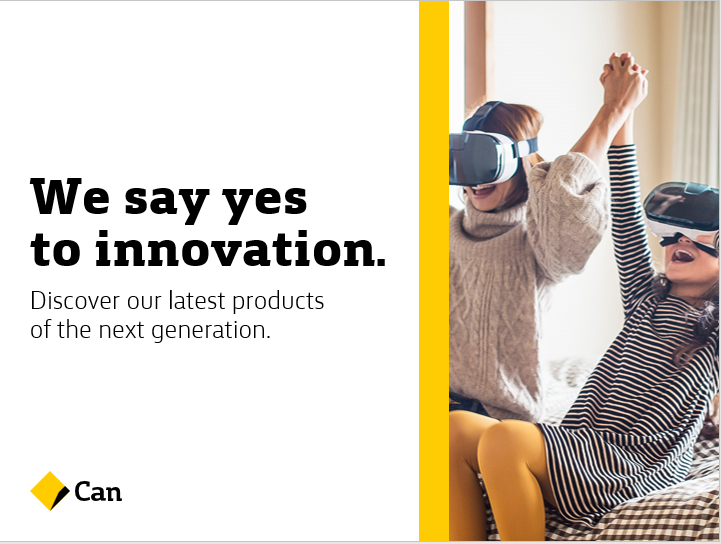 We say yes
to innovation.
Discover our latest products
of the next generation.
Can